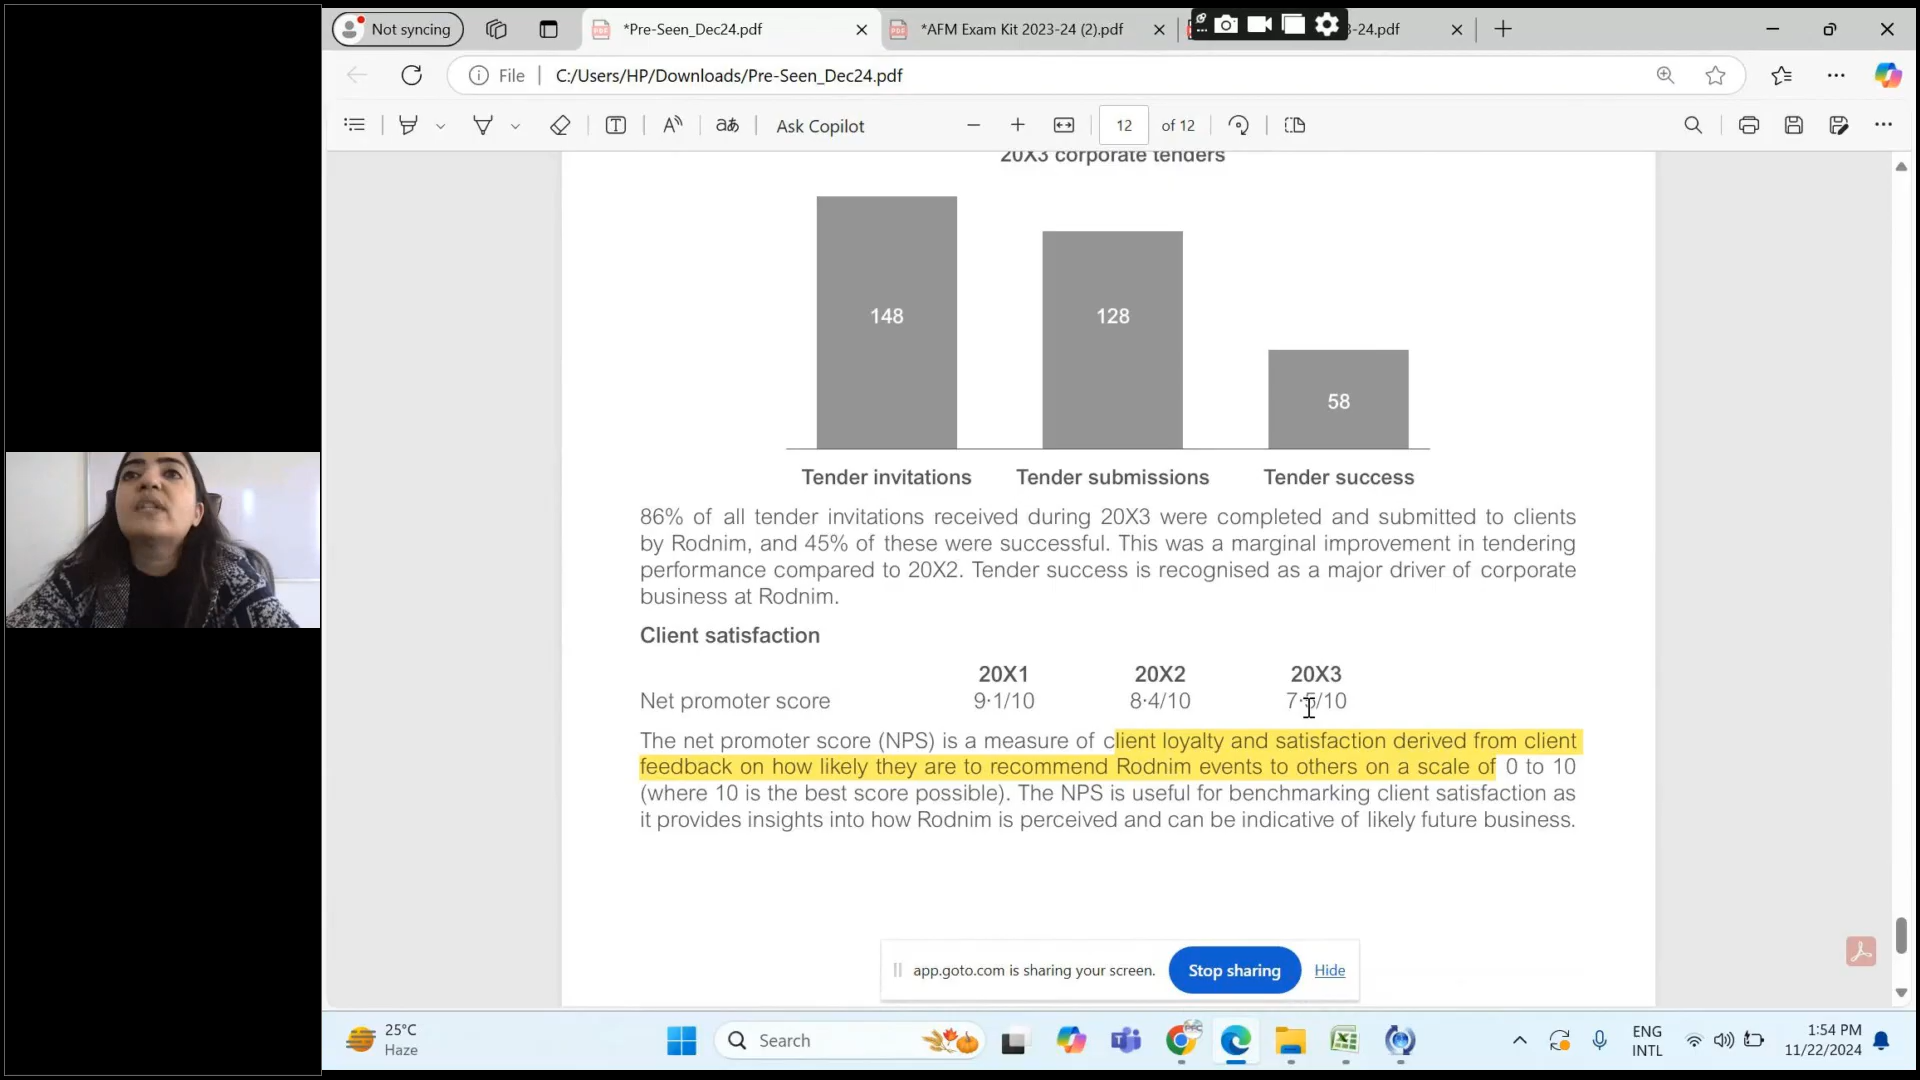 Not syncing
*Pre-Seen_Dec24.pdf
*AFM Exam Kit 2023-24 (2).pdf
3-24.pdf
File
C:/Users/HP/Downloads/Pre-Seen_Dec24.pdf
Ask Copilot
12 of 12
20X3 corporate tenders
148
128
58
Tender invitations
Tender submissions
Tender success
86% of all tender invitations received during 20X3 were completed and submitted to clients
by Rodnim, and 45% of these were successful. This was a marginal improvement in tendering
performance compared to 20X2. Tender success is recognised as a major driver of corporate
business at Rodnim.
Client satisfaction
20X1 20X2 20X3
Net promoter score 9·1/10 8·4/10 7·5/10
The net promoter score (NPS) is a measure of client loyalty and satisfaction derived from client
feedback on how likely they are to recommend Rodnim events to others on a scale of 0 to 10
(where 10 is the best score possible). The NPS is useful for benchmarking client satisfaction as
it provides insights into how Rodnim is perceived and can be indicative of likely future business.
app.goto.com is sharing your screen.
Stop sharing
Hide
25°C
Haze
Search
ENG
INTL
1:54 PM
11/22/2024